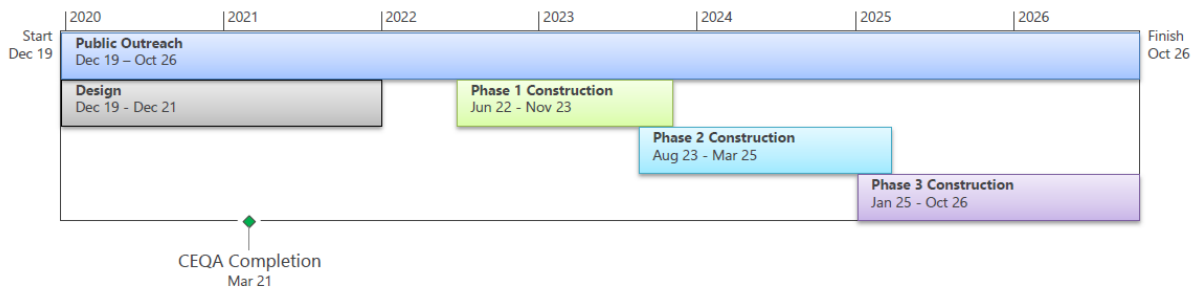 2020 2021 2022 2023 2024 2025 2026
Start
Dec 19
Finish
Oct 26
Public Outreach
Dec 19 – Oct 26
Design
Dec 19 - Dec 21
Phase 1 Construction
Jun 22 - Nov 23
Phase 2 Construction
Aug 23 - Mar 25
Phase 3 Construction
Jan 25 - Oct 26
CEQA Completion
Mar 21